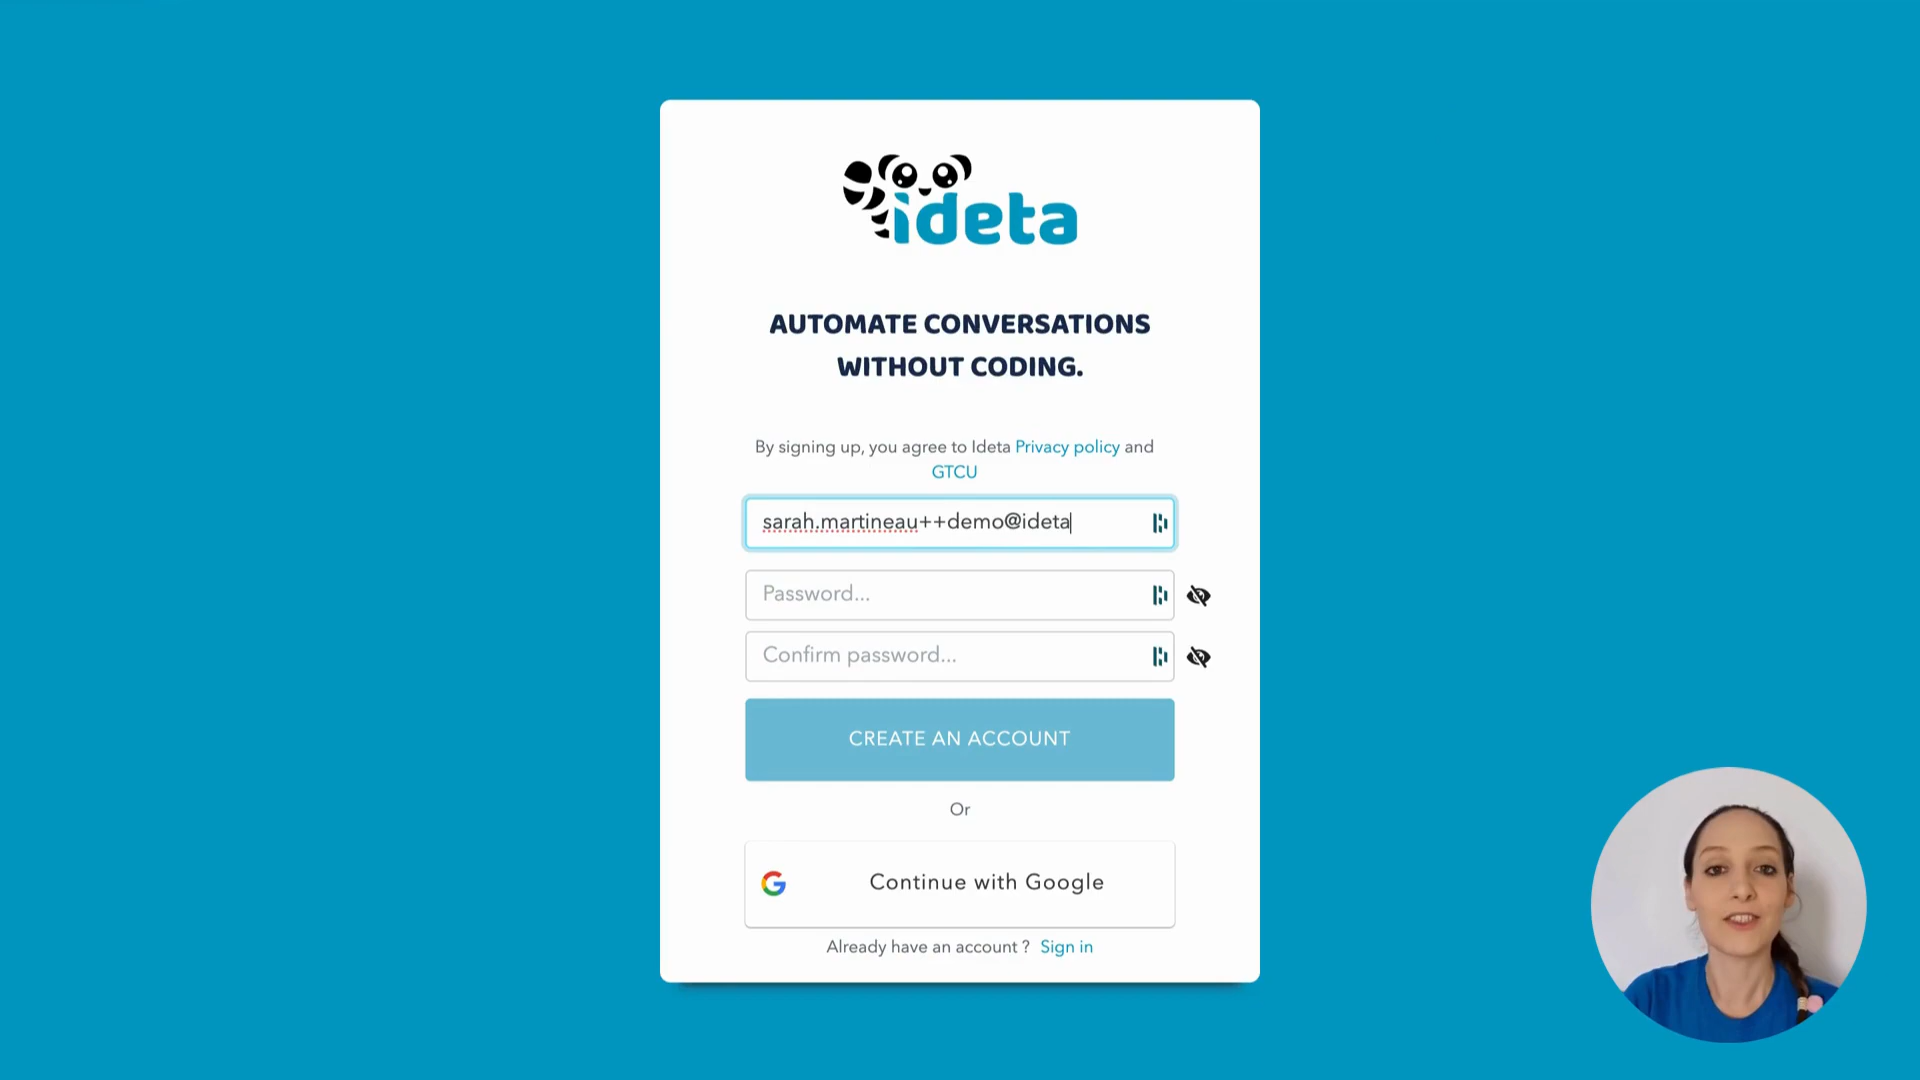 ideta
AUTOMATE CONVERSATIONS
WITHOUT CODING.
By signing up, you agree to Ideta Privacy policy and
GTCU
sarah.martineau++demo@ideta
Password...
Confirm password...
CREATE AN ACCOUNT
Or
Continue with Google
Already have an account ? Sign in